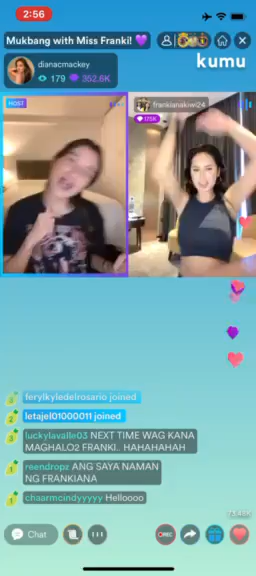 2:56
Mukbang with Miss Franki! 💜
dianacmackey
179 352.6K
kumu
HOST
frankianakiwi24
175K
ferylkyledelrosario joined
letajel01000011 joined
luckylavalle03 NEXT TIME WAG KANA
MAGHALO2 FRANKI.. HAHAHAHAH
reendropz ANG SAYA NAMAN
NG FRANKIANA
chaarmcindyyyyy Helloooo
Chat
REC